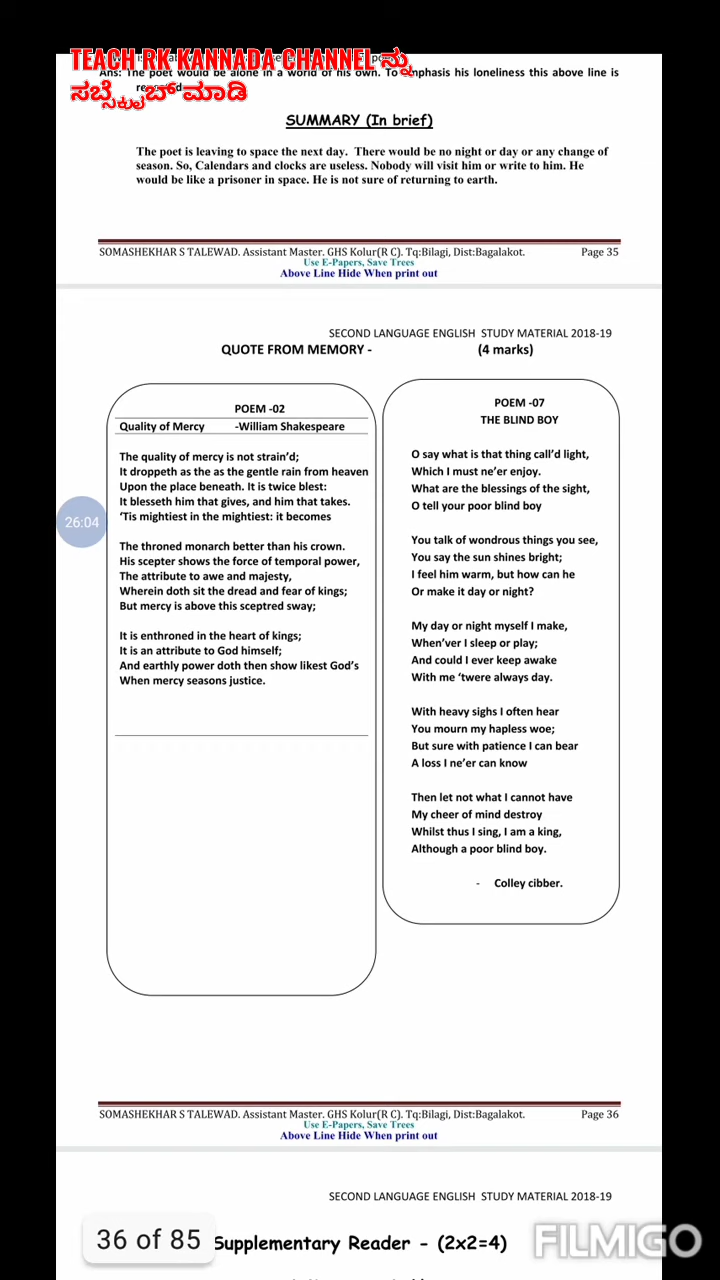 TEACH RK KANNADA CHANNEL ನ್ನು
ಸಬ್ಸ್ಕ್ರೈಬ್ ಮಾಡಿ
Ans: The poet would be alone in a world of his own. To emphasis his loneliness this above line is
SUMMARY (In brief)
The poet is leaving to space the next day. There would be no night or day or any change of
season. So, Calendars and clocks are useless. Nobody will visit him or write to him. He
would be like a prisoner in space. He is not sure of returning to earth.
SOMASHEKHAR S TALEWAD. Assistant Master. GHS Kolur(R C). Tq:Bilagi, Dist:Bagalakot. Page 35
Use E-Papers, Save Trees
Above Line Hide When print out
SECOND LANGUAGE ENGLISH STUDY MATERIAL 2018-19
QUOTE FROM MEMORY - (4 marks)
POEM -02
Quality of Mercy -William Shakespeare
The quality of mercy is not strain’d;
It droppeth as the as the gentle rain from heaven
Upon the place beneath. It is twice blest:
It blesseth him that gives, and him that takes.
‘Tis mightiest in the mightiest: it becomes
The throned monarch better than his crown.
His scepter shows the force of temporal power,
The attribute to awe and majesty,
Wherein doth sit the dread and fear of kings;
But mercy is above this sceptred sway;
It is enthroned in the heart of kings;
It is an attribute to God himself;
And earthly power doth then show likest God’s
When mercy seasons justice.
POEM -07
THE BLIND BOY
O say what is that thing call’d light,
Which I must ne’er enjoy.
What are the blessings of the sight,
O tell your poor blind boy
You talk of wondrous things you see,
You say the sun shines bright;
I feel him warm, but how can he
Or make it day or night?
My day or night myself I make,
When’ver I sleep or play;
And could I ever keep awake
With me ‘twere always day.
With heavy sighs I often hear
You mourn my hapless woe;
But sure with patience I can bear
A loss I ne’er can know
Then let not what I cannot have
My cheer of mind destroy
Whilst thus I sing, I am a king,
Although a poor blind boy.
- Colley cibber.
26:04
SOMASHEKHAR S TALEWAD. Assistant Master. GHS Kolur(R C). Tq:Bilagi, Dist:Bagalakot. Page 36
Use E-Papers, Save Trees
Above Line Hide When print out
SECOND LANGUAGE ENGLISH STUDY MATERIAL 2018-19
36 of 85
Supplementary Reader - (2x2=4)
FILMIGO